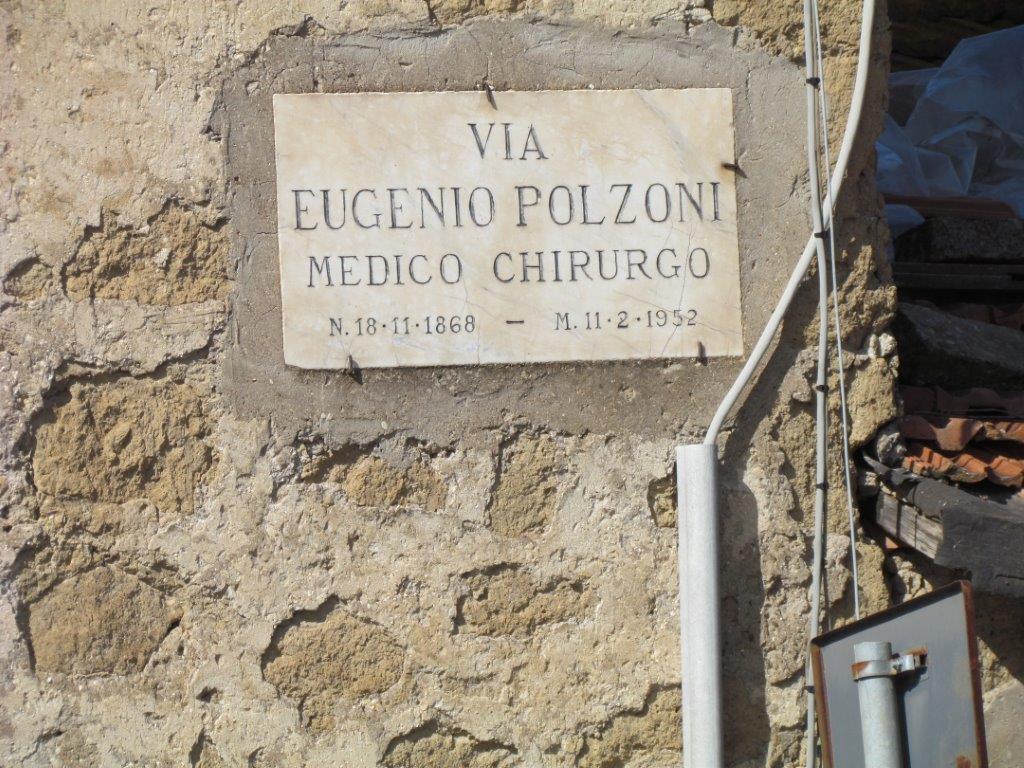 VIA
EUGENIO POLZONI
MEDICO CHIRURGO
N. 18·11·1868 – M. 11·2·1952